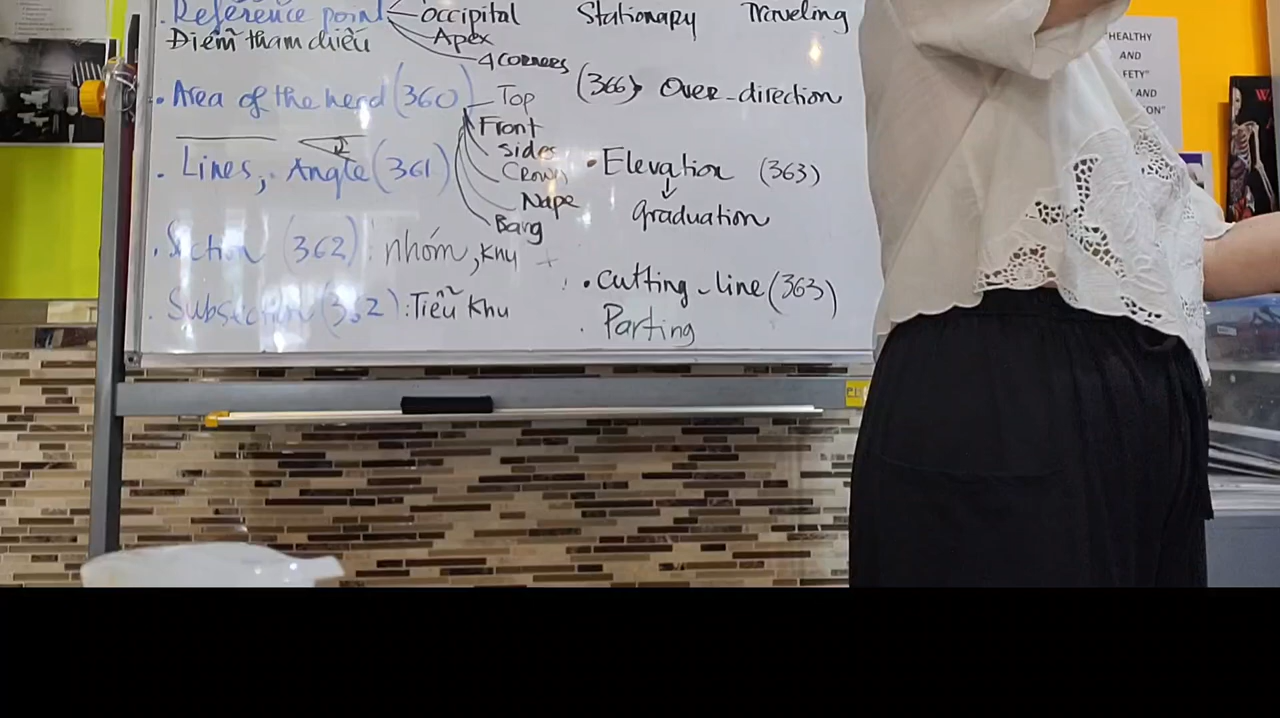 . Reference point occipital Stationapy Traveling
Điểm tham chiếu Apex
4 corners
. Area of the head (360) Top (366) Over-direction
Front
. Lines, Angle (361) Sides . Elevation (363)
Crown
Nape graduation
Bang
. Section (362) : nhóm, khu
. cutting-line (363)
. Subsection (362) : Tiểu khu
. Parting
"HEALTHY
AND